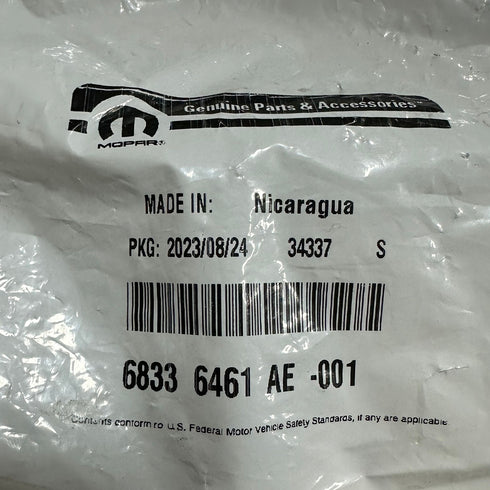 Genuine Parts & Accessories
MOPAR
MADE IN: Nicaragua
PKG: 2023/08/24 34337 S
6833 6461 AE -001
Contents conform to U.S. Federal Motor Vehicle Safety Standards, if any are applicable